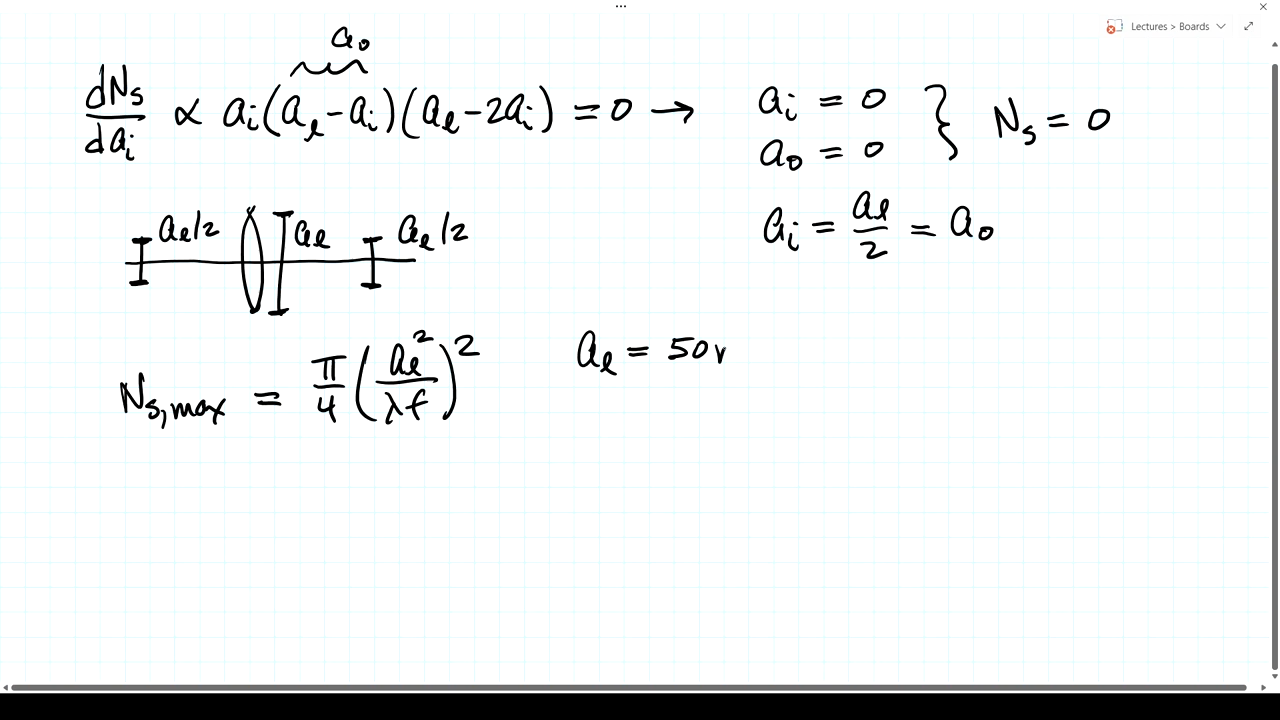 ...
Lectures > Boards
a₀
dNₛ/daᵢ ∝ aᵢ(aₗ - aᵢ)(aₗ - 2aᵢ) = 0 →
aᵢ = 0
a₀ = 0
} Nₛ = 0
aᵢ = aₗ/2 = a₀
aₗ/2 aₗ aₗ/2
Nₛ,ₘₐₓ = π/4 (aₗ²/λf)²
aₗ = 50